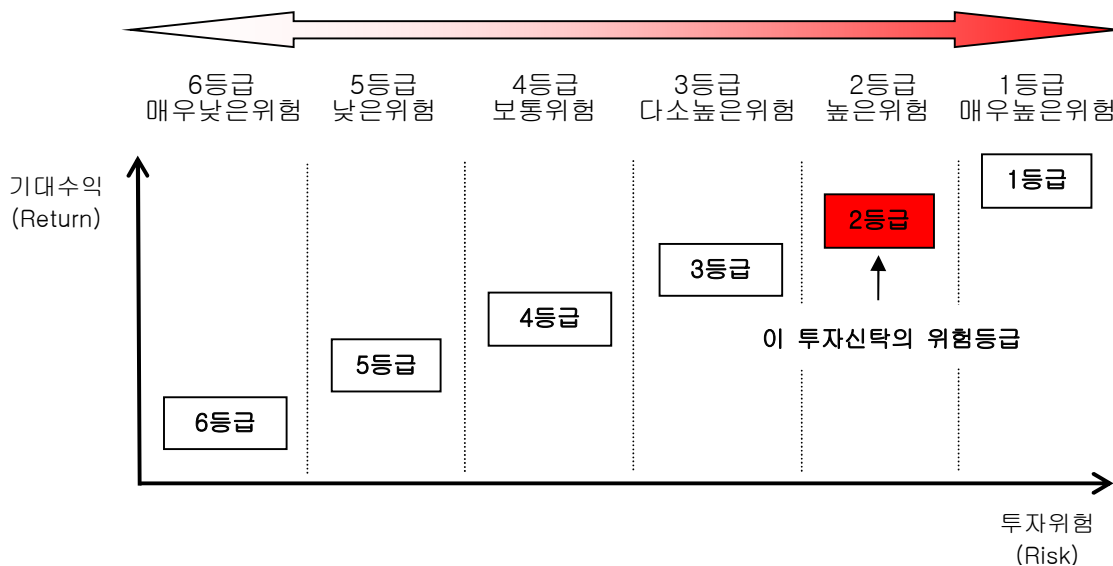 6등급 5등급 4등급 3등급 2등급 1등급
매우낮은위험 낮은위험 보통위험 다소높은위험 높은위험 매우높은위험
기대수익
(Return)
1등급
2등급
3등급
4등급
이 투자신탁의 위험등급
5등급
6등급
투자위험
(Risk)